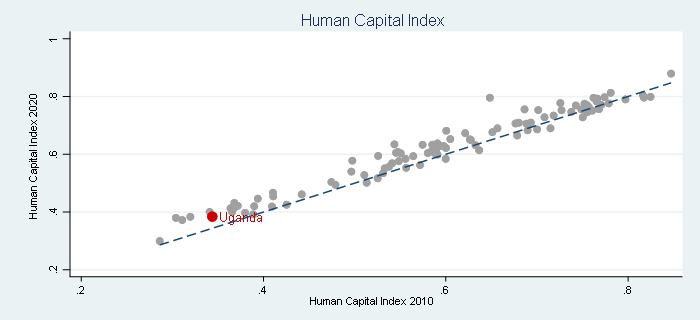 Human Capital Index
Human Capital Index 2020
1
.8
.6
.4
.2
Uganda
.2 .4 .6 .8
Human Capital Index 2010